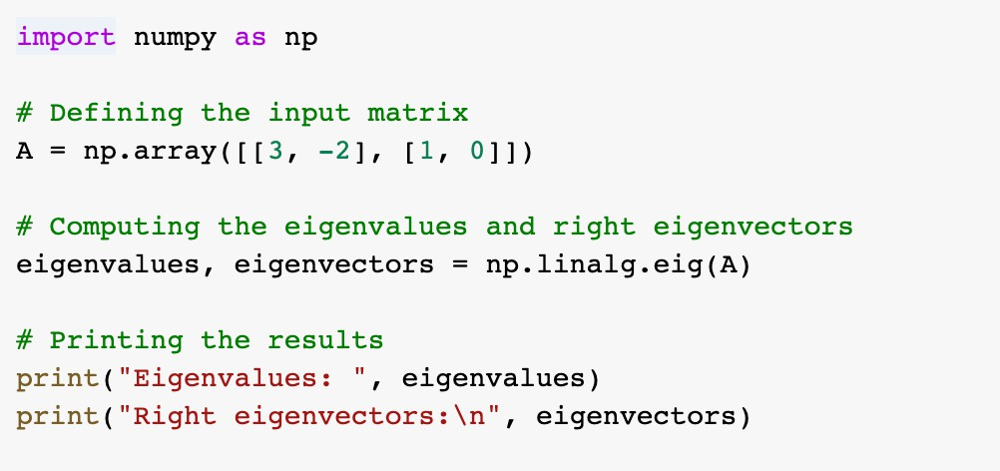 import numpy as np
# Defining the input matrix
A = np.array([[3, -2], [1, 0]])
# Computing the eigenvalues and right eigenvectors
eigenvalues, eigenvectors = np.linalg.eig(A)
# Printing the results
print("Eigenvalues: ", eigenvalues)
print("Right eigenvectors:\n", eigenvectors)